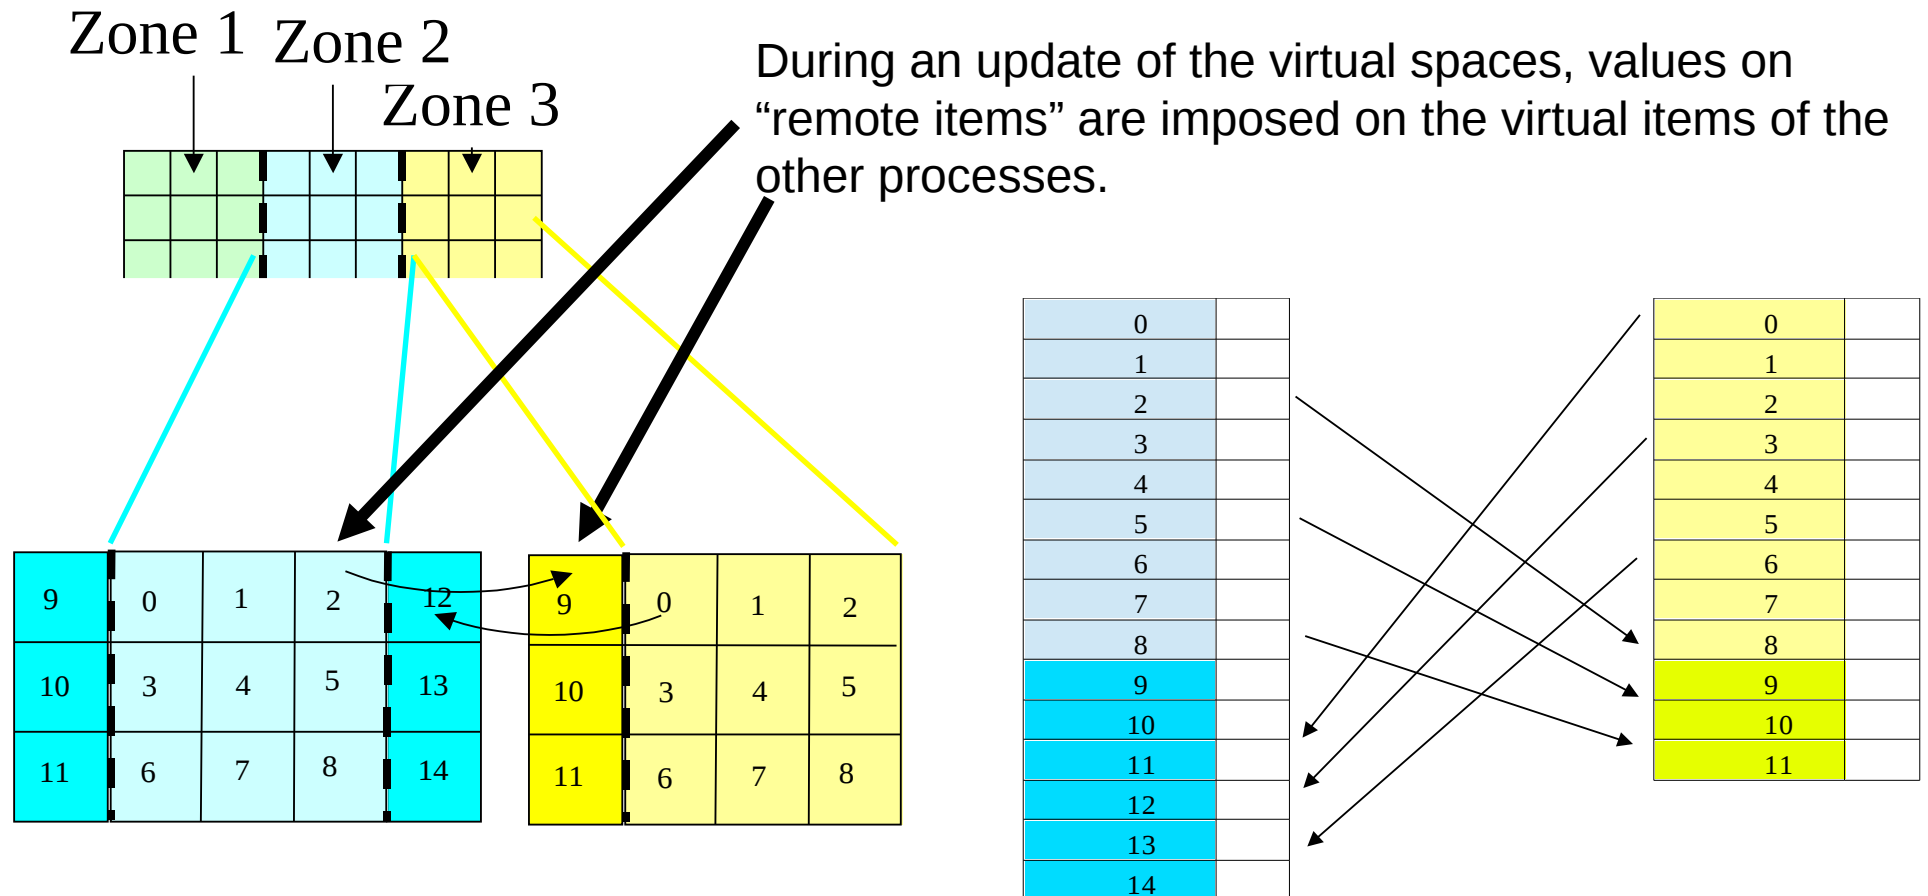 Zone 1
Zone 2
Zone 3
During an update of the virtual spaces, values on
“remote items” are imposed on the virtual items of the
other processes.
9 0 1 2 12
10 3 4 5 13
11 6 7 8 14
9 0 1 2
10 3 4 5
11 6 7 8
0
1
2
3
4
5
6
7
8
9
10
11
12
13
14
0
1
2
3
4
5
6
7
8
9
10
11